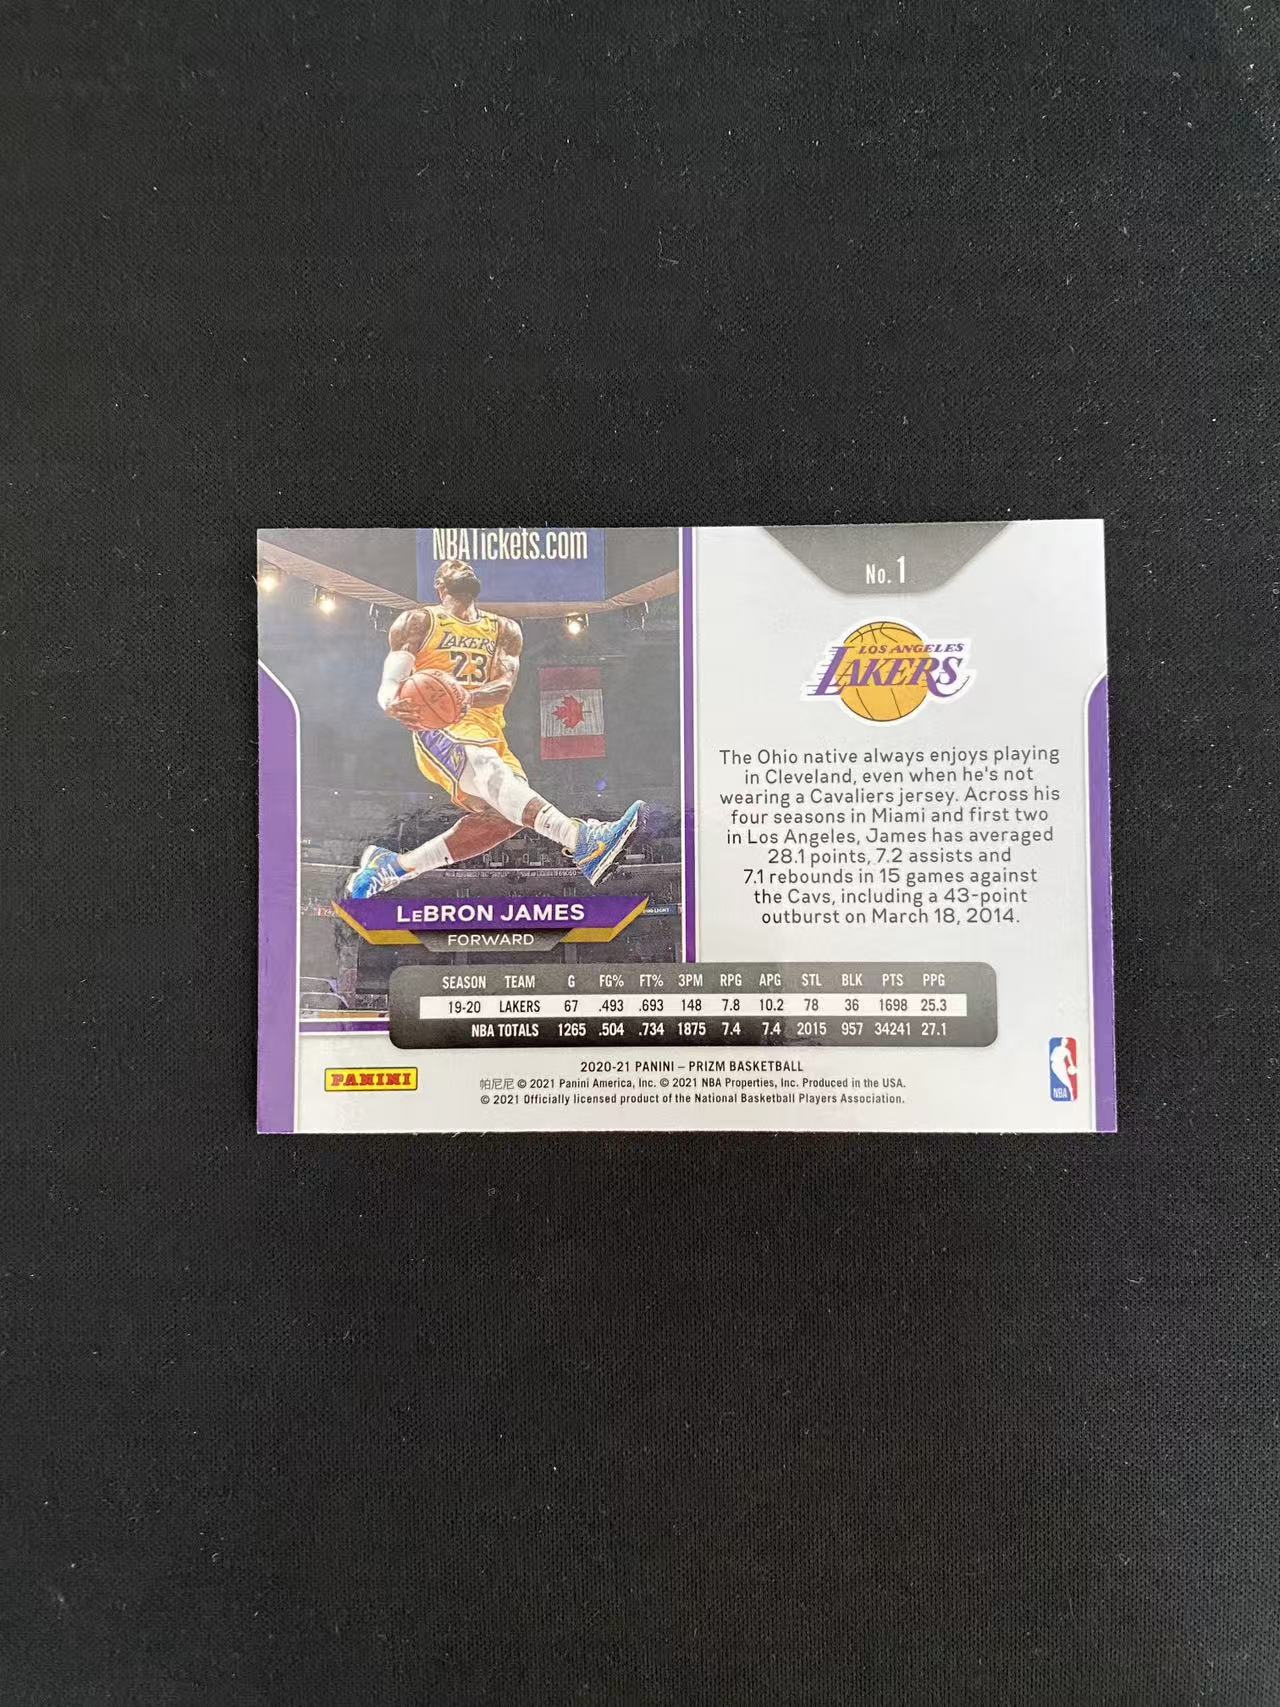 NBATickets.com
LAKERS
23
LeBRON JAMES
FORWARD
No. 1
LOS ANGELES
LAKERS
The Ohio native always enjoys playing
in Cleveland, even when he's not
wearing a Cavaliers jersey. Across his
four seasons in Miami and first two
in Los Angeles, James has averaged
28.1 points, 7.2 assists and
7.1 rebounds in 15 games against
the Cavs, including a 43-point
outburst on March 18, 2014.
SEASON TEAM G FG% FT% 3PM RPG APG STL BLK PTS PPG
19-20 LAKERS 67 .493 .693 148 7.8 10.2 78 36 1698 25.3
NBA TOTALS 1265 .504 .734 1875 7.4 7.4 2015 957 34241 27.1
PANINI
2020-21 PANINI – PRIZM BASKETBALL
帕尼尼 © 2021 Panini America, Inc. © 2021 NBA Properties, Inc. Produced in the USA.
© 2021 Officially licensed product of the National Basketball Players Association.
NBA